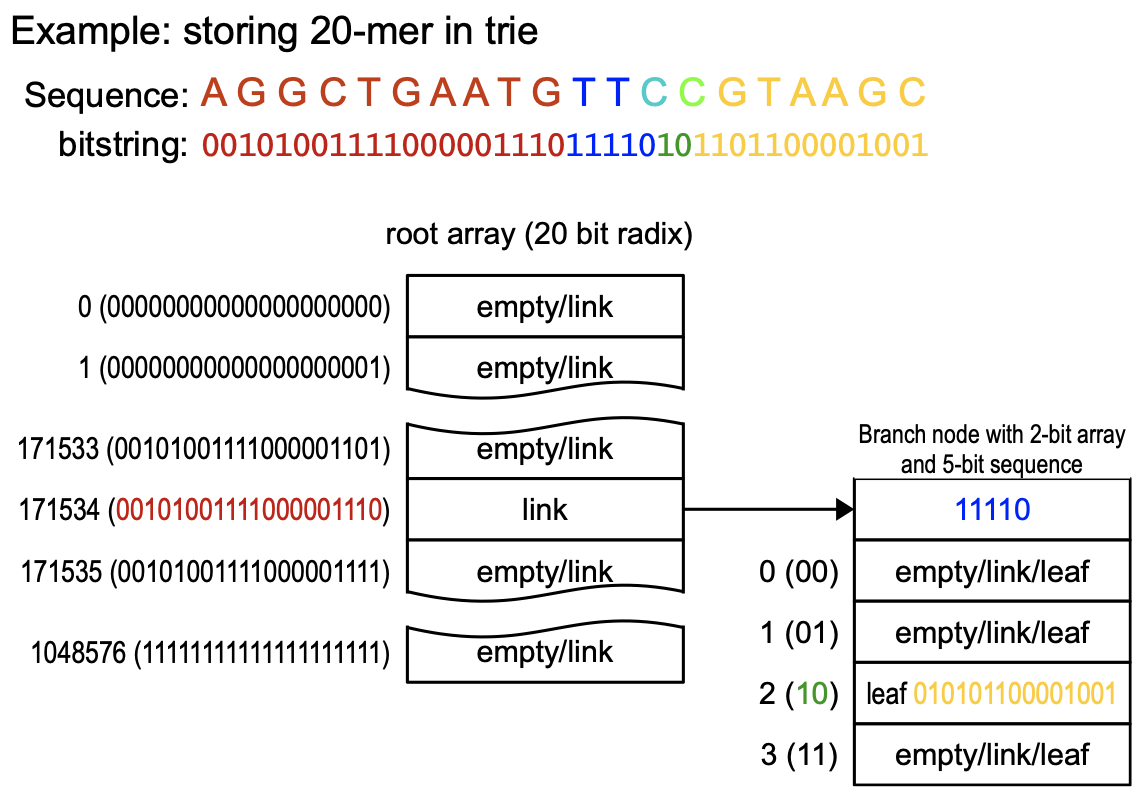 Example: storing 20-mer in trie
Sequence: A G G C T G A A T G T T C C G T A A G C
bitstring: 0010100111100000111011110101101100001001
root array (20 bit radix)
0 (00000000000000000000) empty/link
1 (00000000000000000001) empty/link
171533 (00101001111000001101) empty/link
171534 (00101001111000001110) link
171535 (00101001111000001111) empty/link
1048576 (11111111111111111111) empty/link
Branch node with 2-bit array
and 5-bit sequence
11110
0 (00) empty/link/leaf
1 (01) empty/link/leaf
2 (10) leaf 010101100001001
3 (11) empty/link/leaf